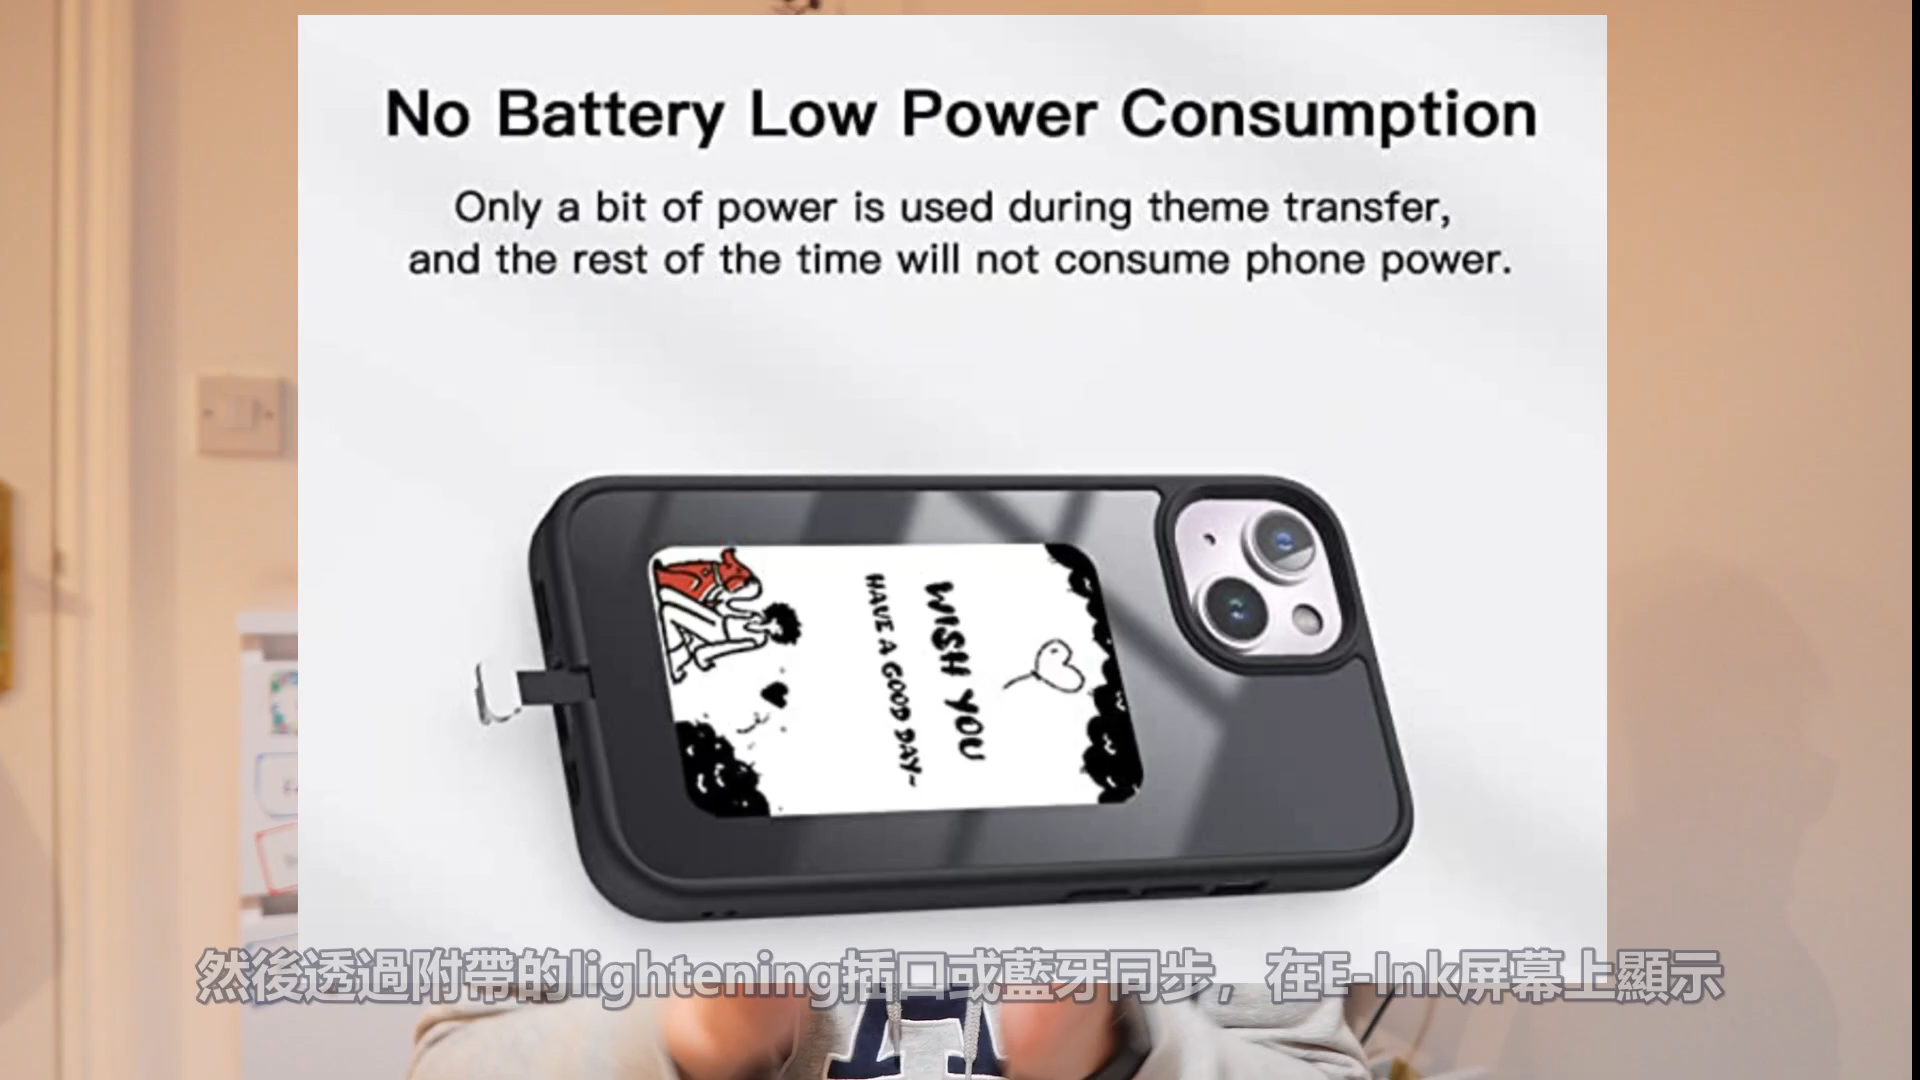 No Battery Low Power Consumption
Only a bit of power is used during theme transfer,
and the rest of the time will not consume phone power.
WISH YOU
HAVE A GOOD DAY~
然後透過附帶的lightening插口或藍牙同步，在E-Ink屏幕上顯示